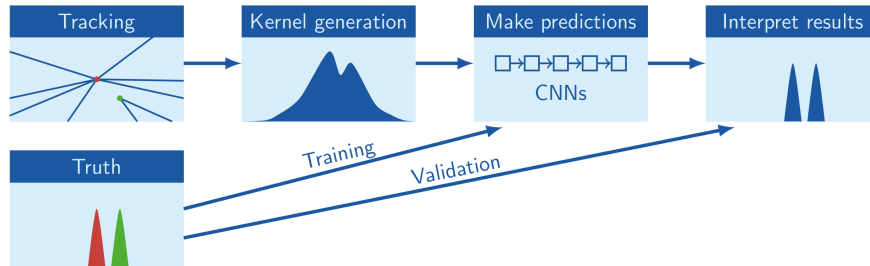 Tracking
Kernel generation
Make predictions
Interpret results
CNNs
Truth
Training
Validation